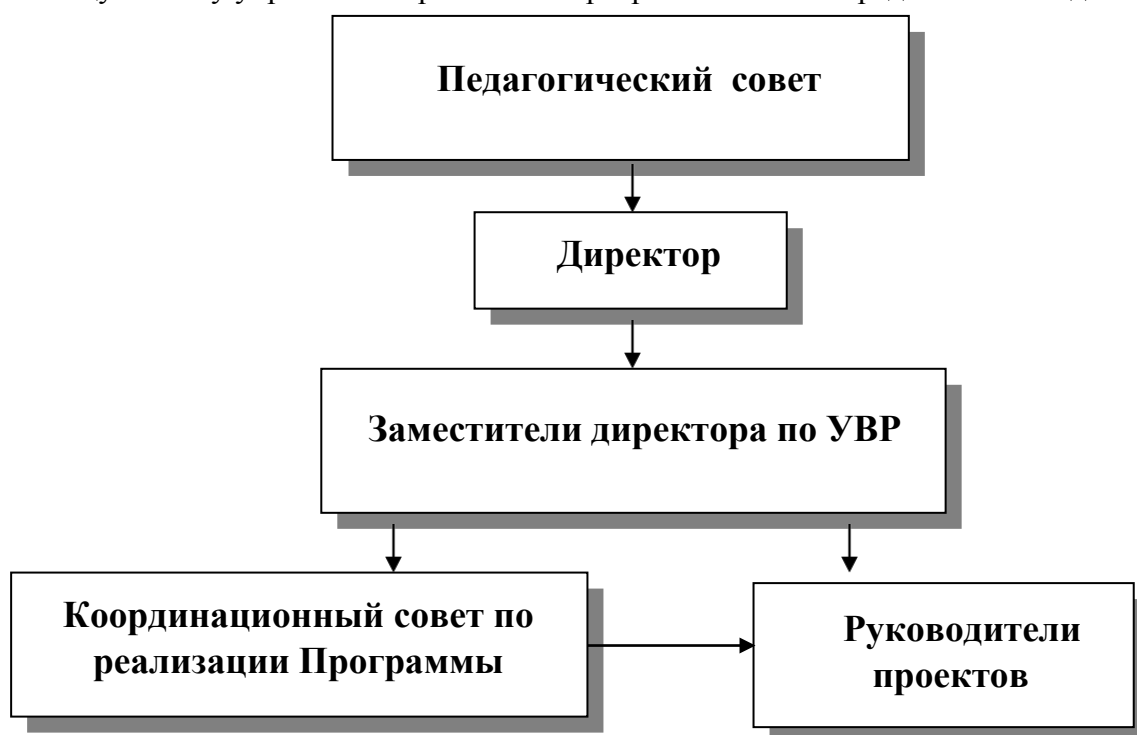 Педагогический совет
Директор
Заместители директора по УВР
Координационный совет по
реализации Программы
Руководители
проектов